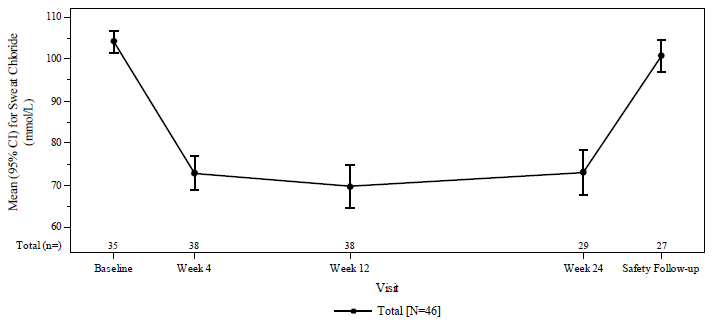 Mean (95% CI) for Sweat Chloride
(mmol/L)
110
100
90
80
70
60
Total (n=) 35 38 38 29 27
Baseline Week 4 Week 12 Week 24 Safety Follow-up
Visit
Total [N=46]